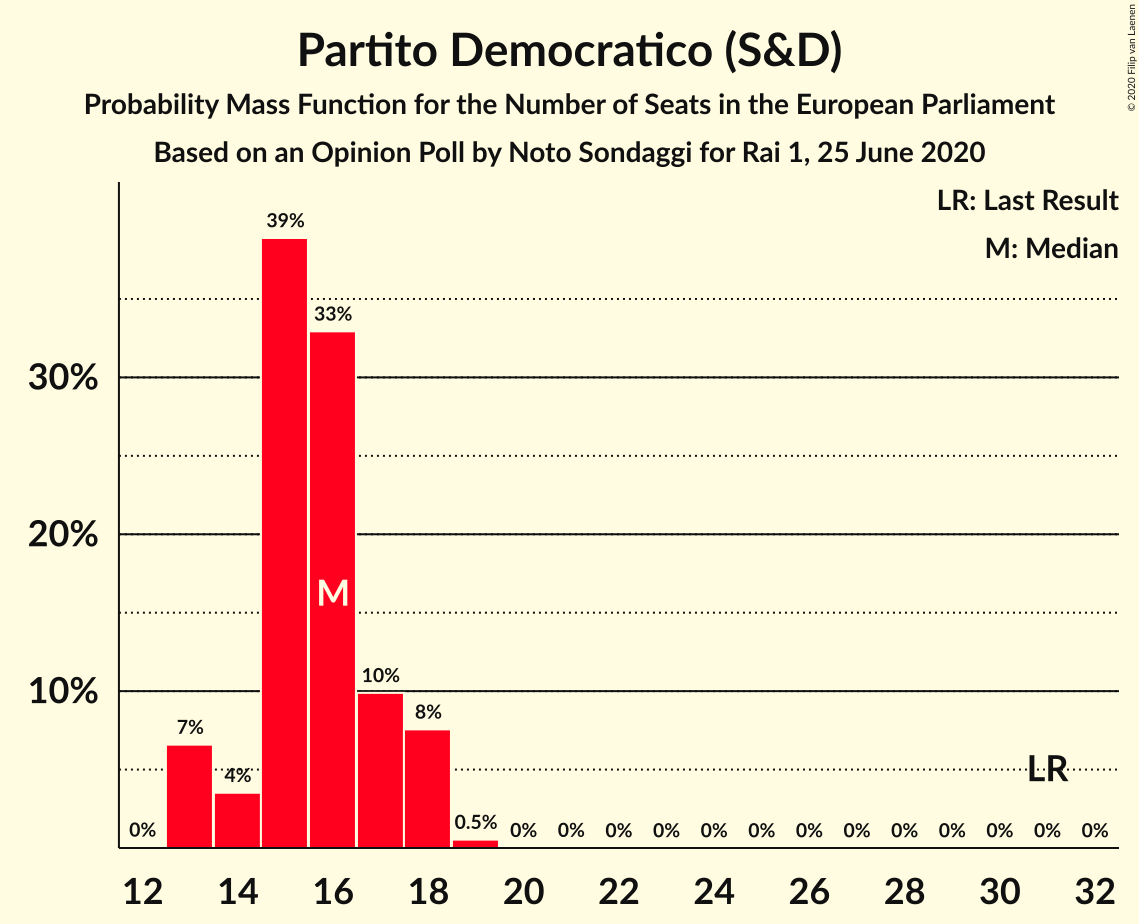 Partito Democratico (S&D)
Probability Mass Function for the Number of Seats in the European Parliament
Based on an Opinion Poll by Noto Sondaggi for Rai 1, 25 June 2020
© 2020 Filip van Laenen
LR: Last Result
M: Median
39%
33%
30%
20%
M
10%
10%
8%
7%
4%
LR
0%
0.5%
0% 0% 0% 0% 0% 0% 0% 0% 0% 0% 0% 0% 0%
12 14 16 18 20 22 24 26 28 30 32